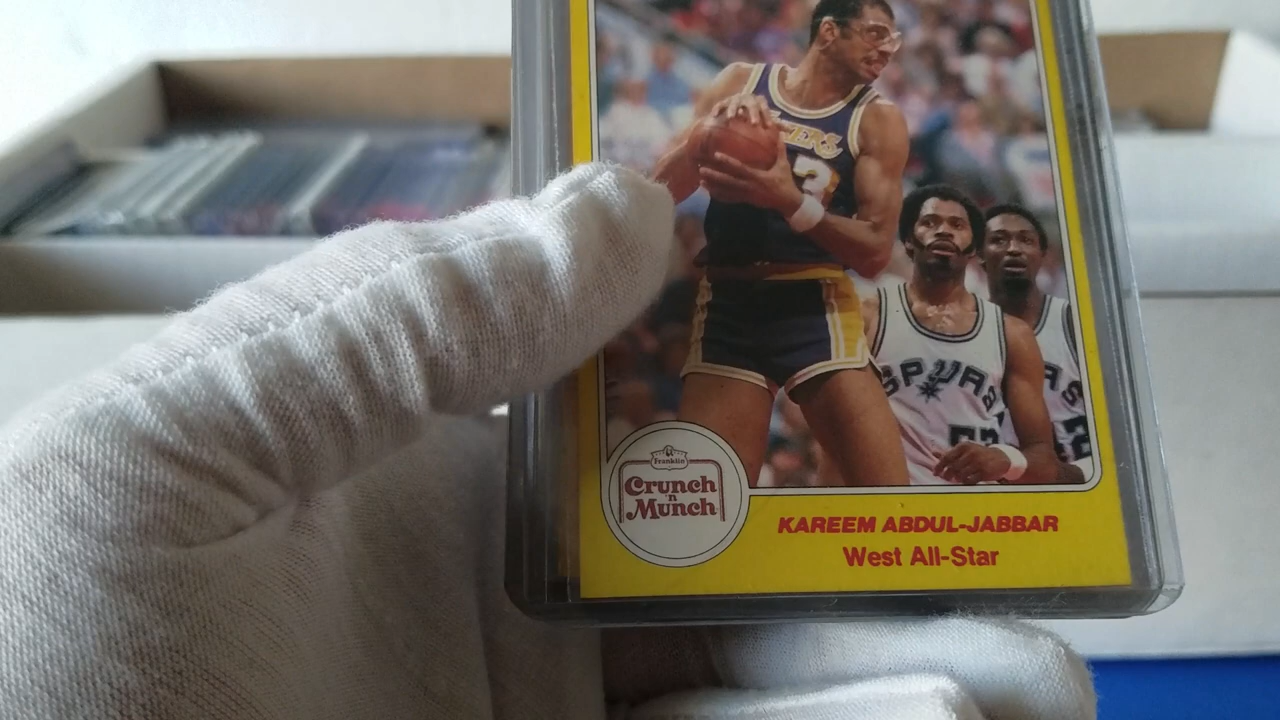 SPURS
Franklin
Crunch
'n
Munch
KAREEM ABDUL-JABBAR
West All-Star